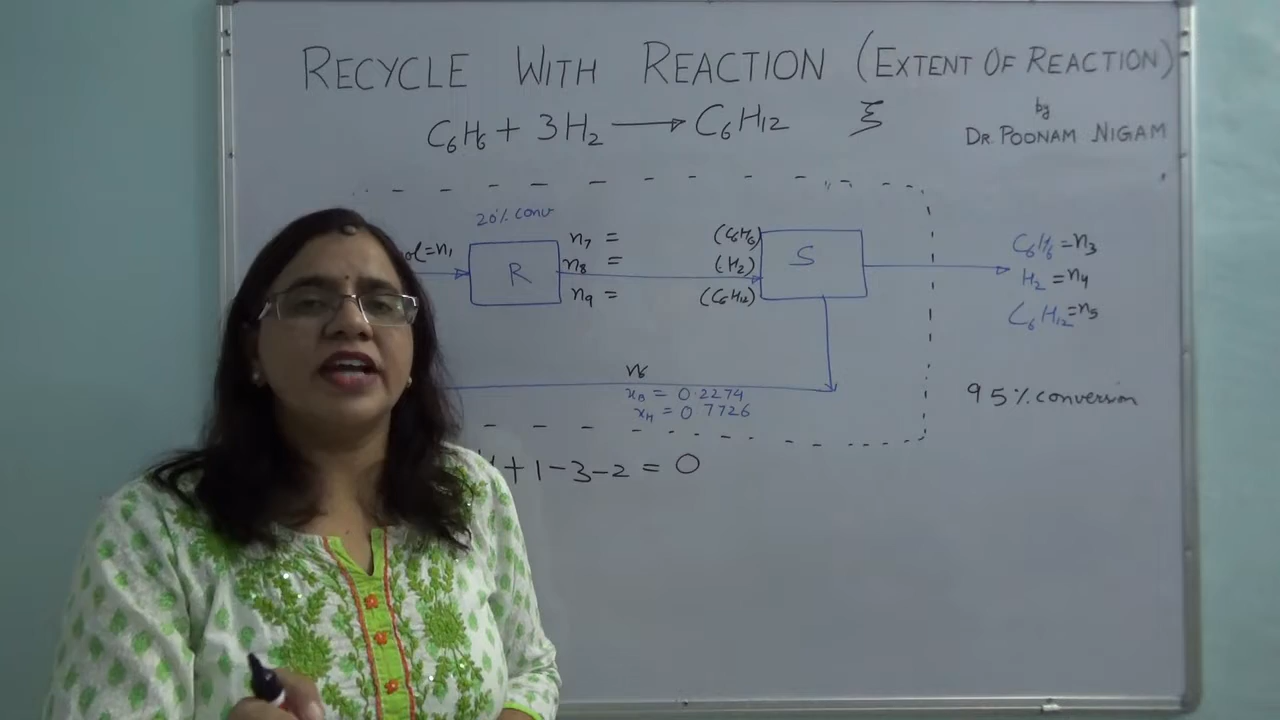 RECYCLE WITH REACTION (EXTENT OF REACTION)
by
DR. POONAM NIGAM
C6H6 + 3H2 → C6H12 ξ
20% conv
ol=n1
R
n7 =
n8 =
n9 =
(C6H6)
(H2)
(C6H12)
S
C6H6 = n3
H2 = n4
C6H12 = n5
n6
xB = 0.2274
xH = 0.7726
95% conversion
+1-3-2 = 0